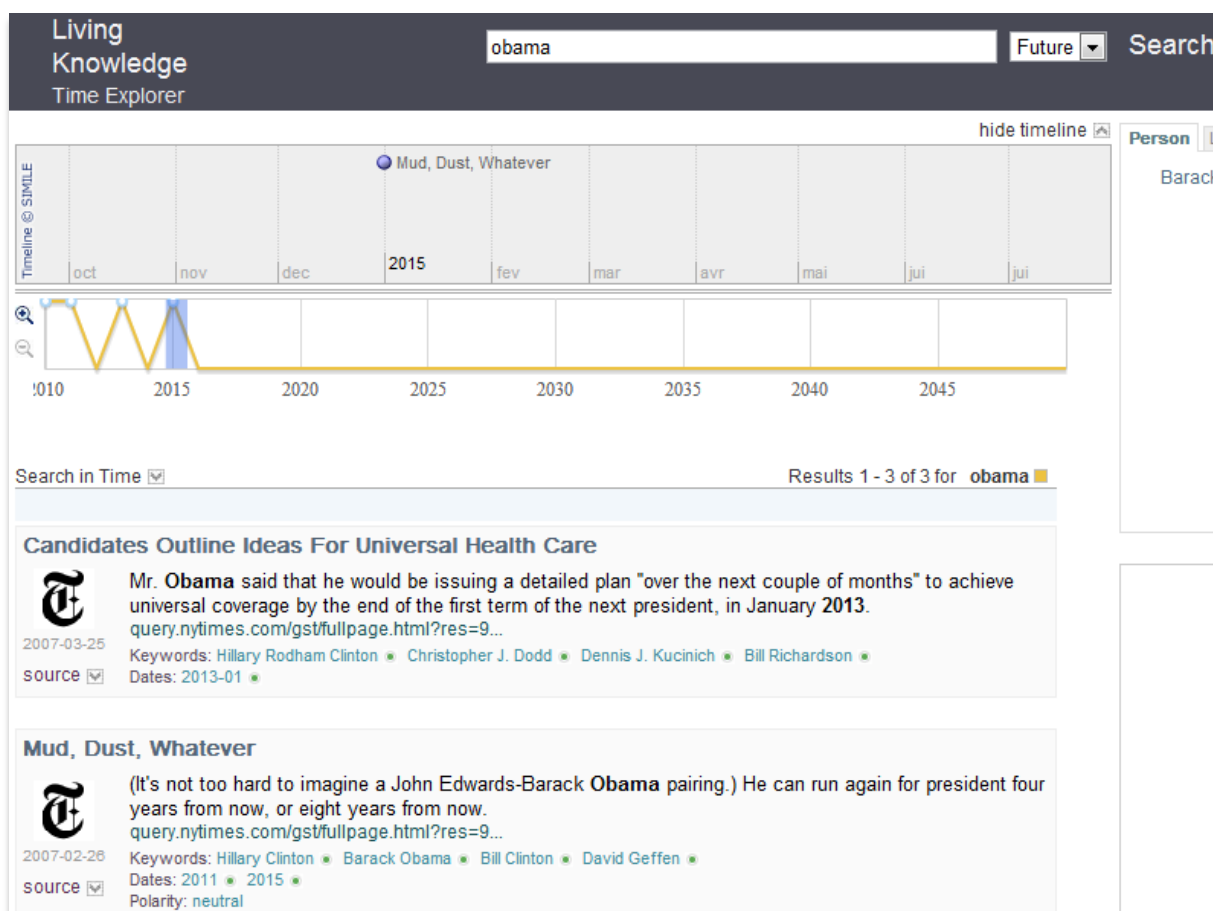 Living
Knowledge
Time Explorer
obama
Future
Search
hide timeline
Person
Barac
Timeline © SIMILE
Mud, Dust, Whatever
oct nov dec 2015 fev mar avr mai jui jui
2010 2015 2020 2025 2030 2035 2040 2045
Search in Time
Results 1 - 3 of 3 for obama
Candidates Outline Ideas For Universal Health Care
Mr. Obama said that he would be issuing a detailed plan "over the next couple of months" to achieve
universal coverage by the end of the first term of the next president, in January 2013.
query.nytimes.com/gst/fullpage.html?res=9...
2007-03-25
Keywords: Hillary Rodham Clinton Christopher J. Dodd Dennis J. Kucinich Bill Richardson
source
Dates: 2013-01
Mud, Dust, Whatever
(It's not too hard to imagine a John Edwards-Barack Obama pairing.) He can run again for president four
years from now, or eight years from now.
query.nytimes.com/gst/fullpage.html?res=9...
2007-02-26
Keywords: Hillary Clinton Barack Obama Bill Clinton David Geffen
source
Dates: 2011 2015
Polarity: neutral